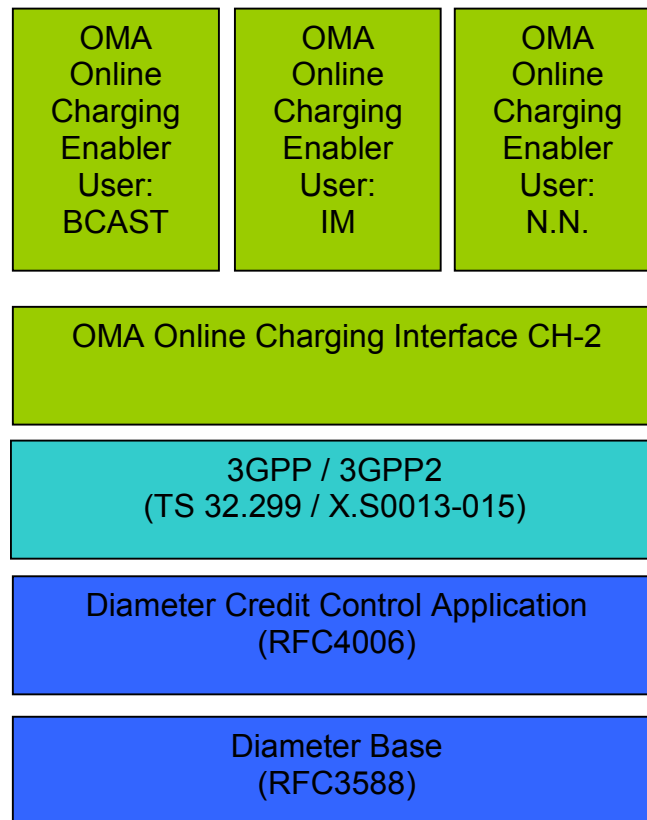 OMA
Online
Charging
Enabler
User:
BCAST
OMA
Online
Charging
Enabler
User:
IM
OMA
Online
Charging
Enabler
User:
N.N.
OMA Online Charging Interface CH-2
3GPP / 3GPP2
(TS 32.299 / X.S0013-015)
Diameter Credit Control Application
(RFC4006)
Diameter Base
(RFC3588)